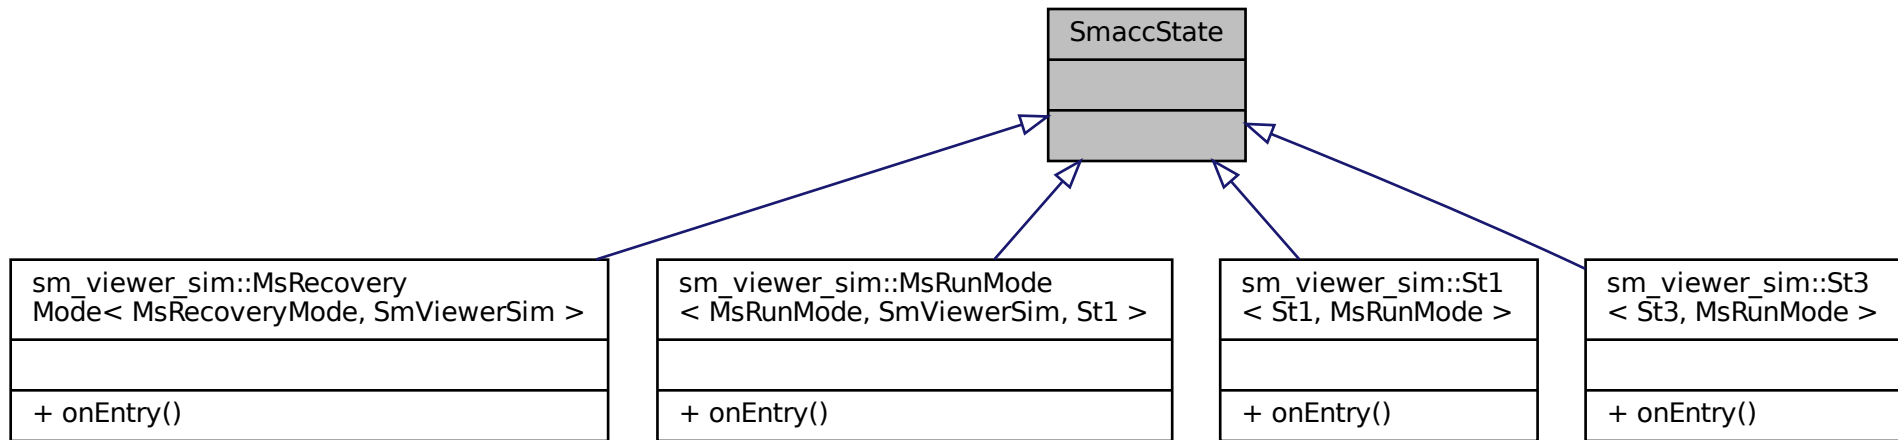 SmaccState
sm_viewer_sim::MsRecovery
Mode< MsRecoveryMode, SmViewerSim >
+ onEntry()
sm_viewer_sim::MsRunMode
< MsRunMode, SmViewerSim, St1 >
+ onEntry()
sm_viewer_sim::St1
< St1, MsRunMode >
+ onEntry()
sm_viewer_sim::St3
< St3, MsRunMode >
+ onEntry()